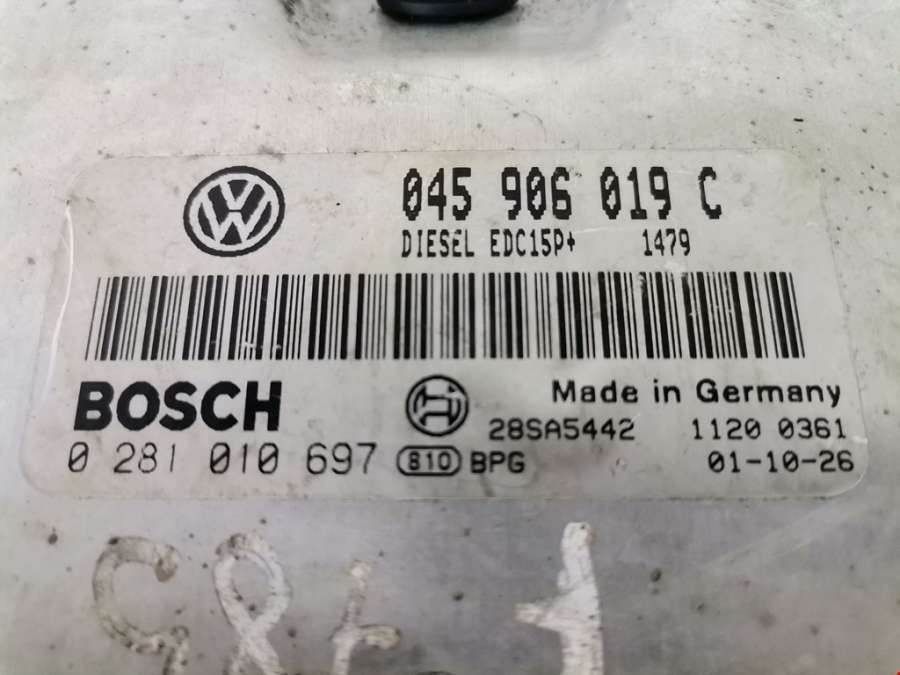 045 906 019 C
DIESEL EDC15P+ 1479
BOSCH
Made in Germany
28SA5442 1120 0361
0 281 010 697 810 BPG 01-10-26